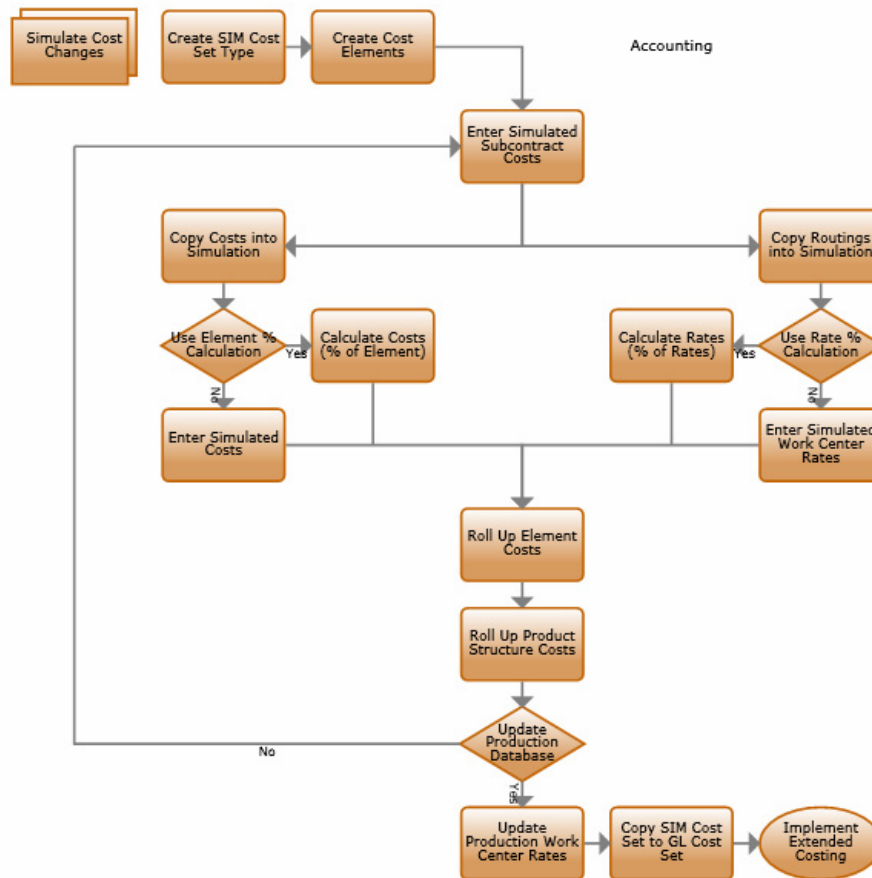 Simulate Cost
Changes
Create SIM Cost
Set Type
Create Cost
Elements
Accounting
Enter Simulated
Subcontract
Costs
Copy Costs into
Simulation
Copy Routings
into Simulation
Use Element %
Calculation
Yes
Calculate Costs
(% of Element)
Calculate Rates
(% of Rates)
Yes
Use Rate %
Calculation
No
No
Enter Simulated
Costs
Enter Simulated
Work Center
Rates
Roll Up Element
Costs
Roll Up Product
Structure Costs
Update
Production
Database
No
Yes
Update
Production Work
Center Rates
Copy SIM Cost
Set to GL Cost
Set
Implement
Extended
Costing